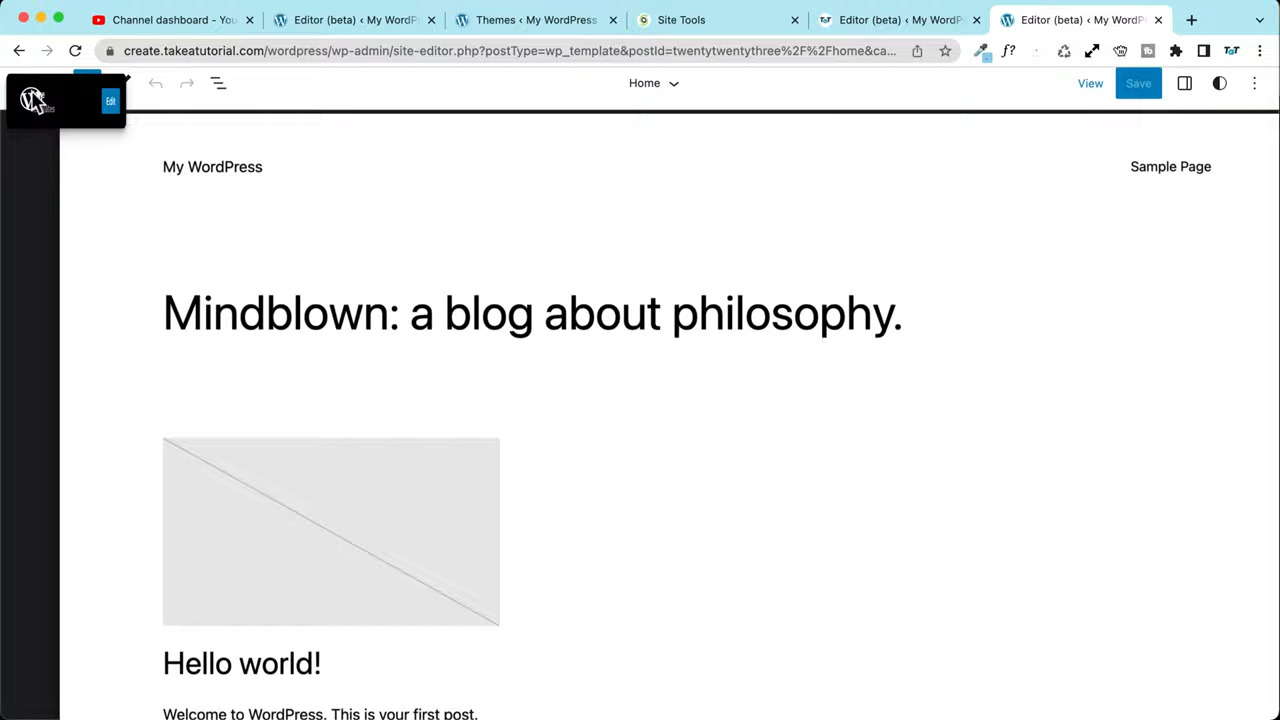 Channel dashboard - You
Editor (beta) ‹ My WordP
Themes ‹ My WordPress
Site Tools
Editor (beta) ‹ My WordP
Editor (beta) ‹ My WordP
create.takeatutorial.com/wordpress/wp-admin/site-editor.php?postType=wp_template&postId=twentytwentythree%2F%2Fhome&ca...
Edit
Home
View
Save
My WordPress
Sample Page
Mindblown: a blog about philosophy.
Hello world!
Welcome to WordPress. This is your first post.